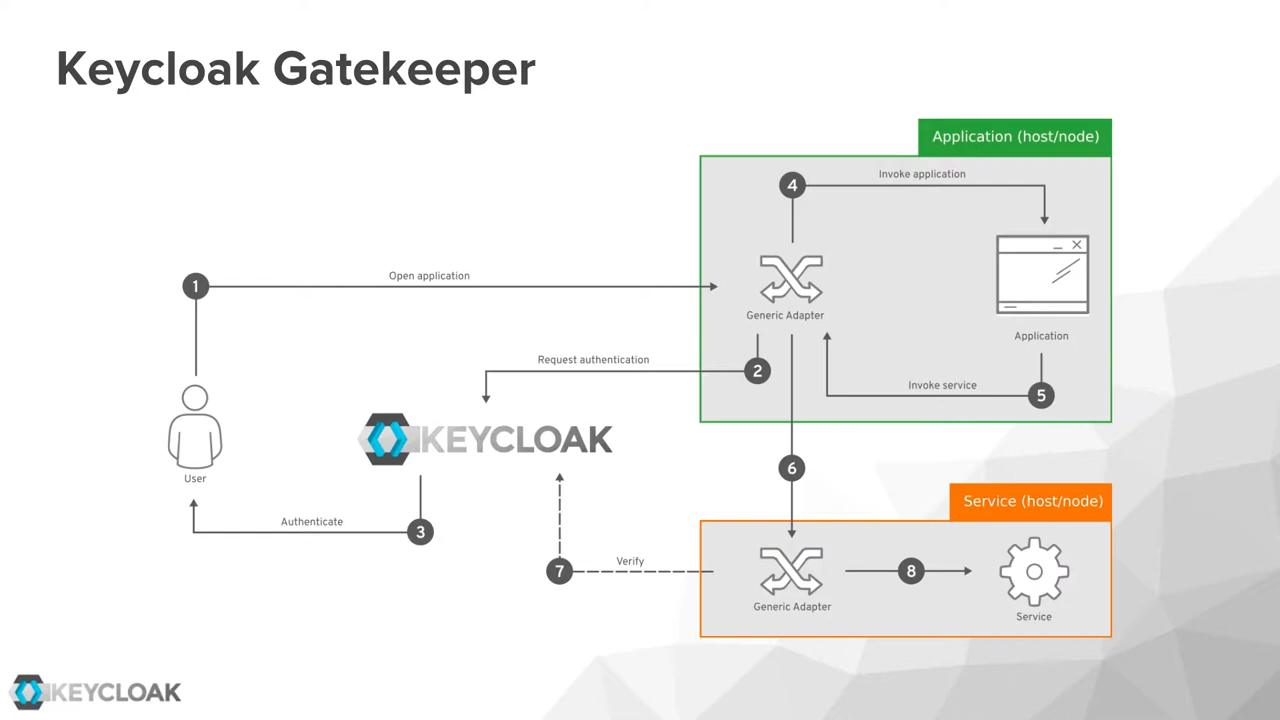 Keycloak Gatekeeper
Application (host/node)
4
Invoke application
1
Open application
Generic Adapter
Application
Request authentication
2
Invoke service
5
KEYCLOAK
User
6
Service (host/node)
Authenticate
3
7
Verify
8
Generic Adapter
Service
KEYCLOAK